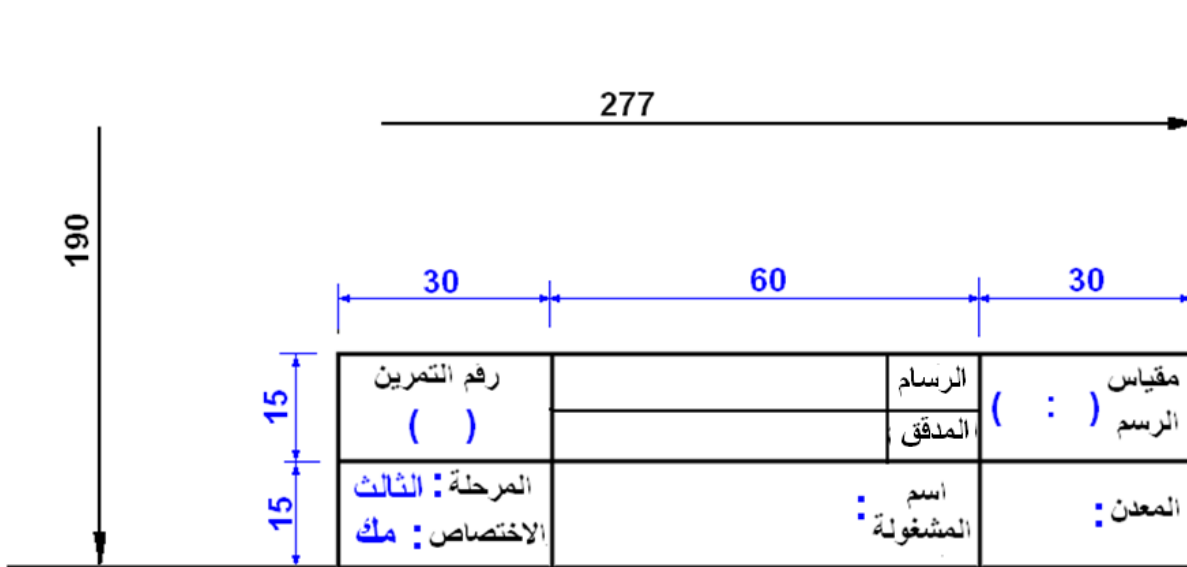 277
190
30 60 30
15
مقياس
الرسم ( : )
الرسام
المدقق :
رقم التمرين
( )
15
المعدن :
اسم
المشغولة :
المرحلة : الثالث
الاختصاص : مك